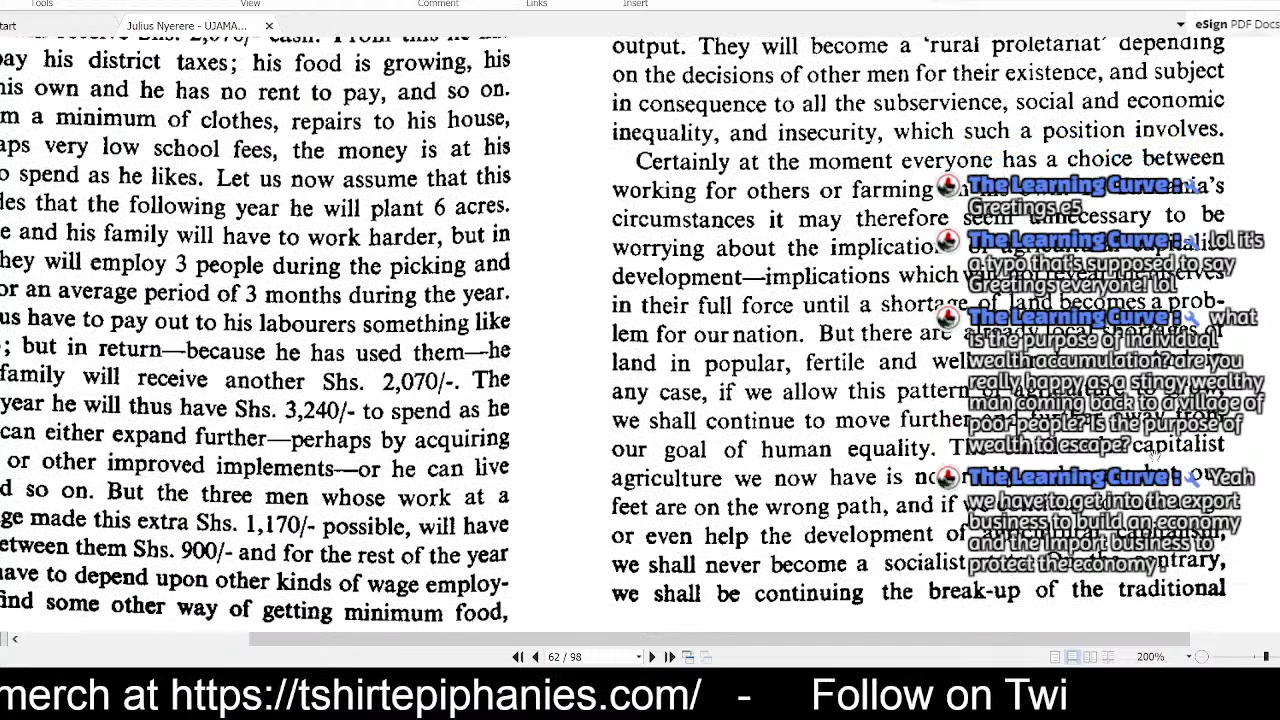 Tools View Comment Links Insert
tart Julius Nyerere - UJAMA... × eSign PDF Docs
pay his district taxes; his food is growing, his
his own and he has no rent to pay, and so on.
m a minimum of clothes, repairs to his house,
aps very low school fees, the money is at his
o spend as he likes. Let us now assume that this
des that the following year he will plant 6 acres.
e and his family will have to work harder, but in
they will employ 3 people during the picking and
or an average period of 3 months during the year.
us have to pay out to his labourers something like
; but in return—because he has used them—he
family will receive another Shs. 2,070/-. The
year he will thus have Shs. 3,240/- to spend as he
can either expand further—perhaps by acquiring
or other improved implements—or he can live
d so on. But the three men whose work at a
ge made this extra Shs. 1,170/- possible, will have
etween them Shs. 900/- and for the rest of the year
have to depend upon other kinds of wage employ-
find some other way of getting minimum food,
output. They will become a ‘rural proletariat’ depending
on the decisions of other men for their existence, and subject
in consequence to all the subservience, social and economic
inequality, and insecurity, which such a position involves.
Certainly at the moment everyone has a choice between
working for others or farming
circumstances it may therefore seem unnecessary to be
worrying about the implicatio
development—implications which
in their full force until a shortage of land becomes a prob-
lem for our nation. But there are already local shortages of
land in popular, fertile and well
any case, if we allow this pattern
we shall continue to move further
our goal of human equality. capitalist
agriculture we now have is
feet are on the wrong path, and if
or even help the development of
we shall never become a socialist
we shall be continuing the break-up of the traditional
The Learning Curve :
Greetings e5
The Learning Curve : lol it's
a typo that's supposed to say
Greetings everyone! lol
The Learning Curve : what
is the purpose of individual
wealth accumulation? are you
really happy as a stingy wealthy
man coming back to a village of
poor people? Is the purpose of
wealth to escape?
The Learning Curve : Yeah
we have to get into the export
business to build an economy
and the Import business to
protect the economy !
62 / 98 200%
merch at https://tshirtepiphanies.com/ - Follow on Twi